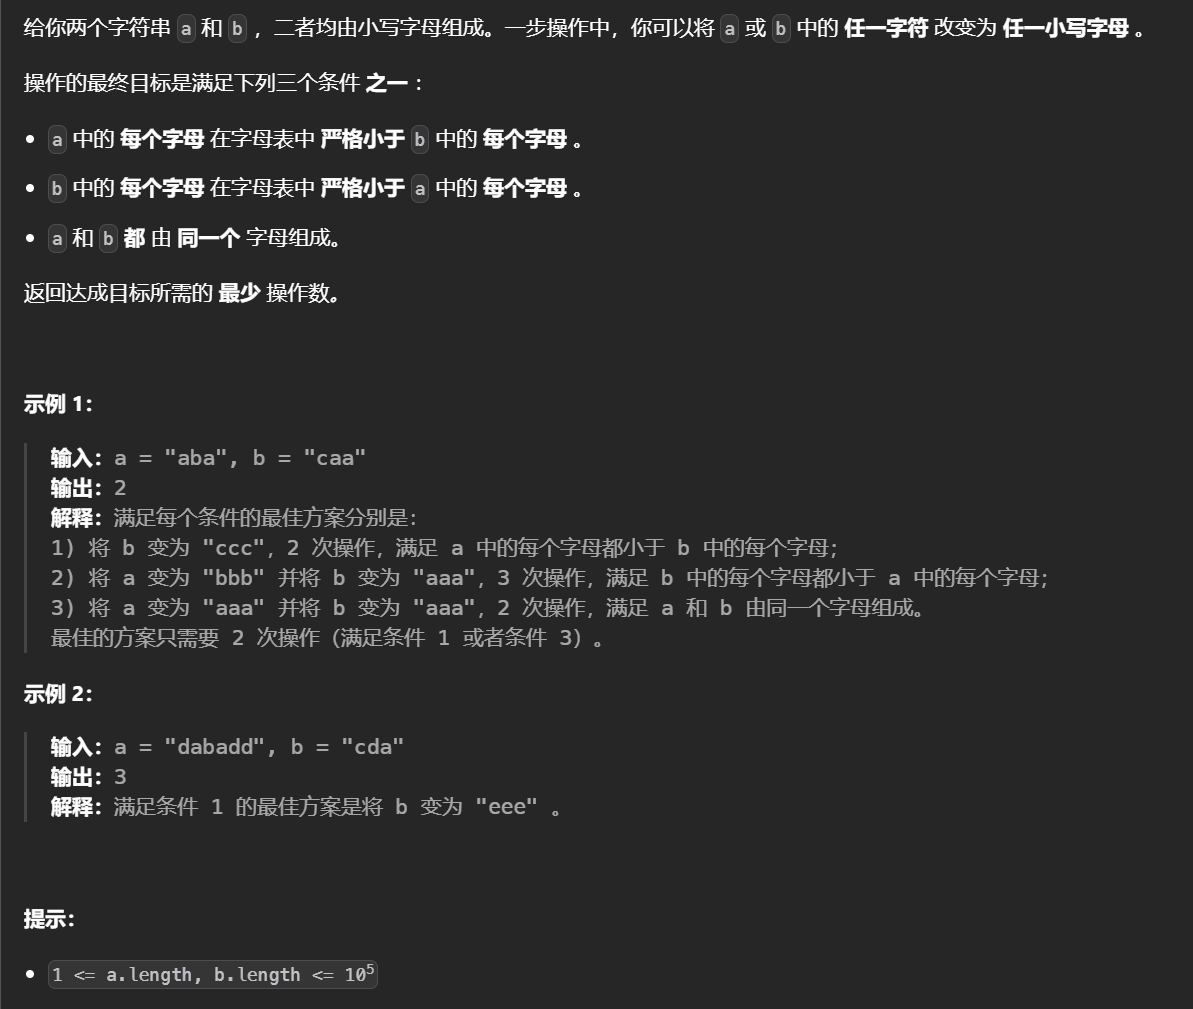 给你两个字符串 a 和 b ，二者均由小写字母组成。一步操作中，你可以将 a 或 b 中的 任一字符 改变为 任一小写字母 。
操作的最终目标是满足下列三个条件 之一 ：
• a 中的 每个字母 在字母表中 严格小于 b 中的 每个字母 。
• b 中的 每个字母 在字母表中 严格小于 a 中的 每个字母 。
• a 和 b 都 由 同一个 字母组成。
返回达成目标所需的 最少 操作数。
示例 1：
输入：a = "aba", b = "caa"
输出：2
解释：满足每个条件的最佳方案分别是：
1) 将 b 变为 "ccc"，2 次操作，满足 a 中的每个字母都小于 b 中的每个字母；
2) 将 a 变为 "bbb" 并将 b 变为 "aaa"，3 次操作，满足 b 中的每个字母都小于 a 中的每个字母；
3) 将 a 变为 "aaa" 并将 b 变为 "aaa"，2 次操作，满足 a 和 b 由同一个字母组成。
最佳的方案只需要 2 次操作（满足条件 1 或者条件 3）。
示例 2：
输入：a = "dabadd", b = "cda"
输出：3
解释：满足条件 1 的最佳方案是将 b 变为 "eee" 。
提示：
• 1 <= a.length, b.length <= 10⁵